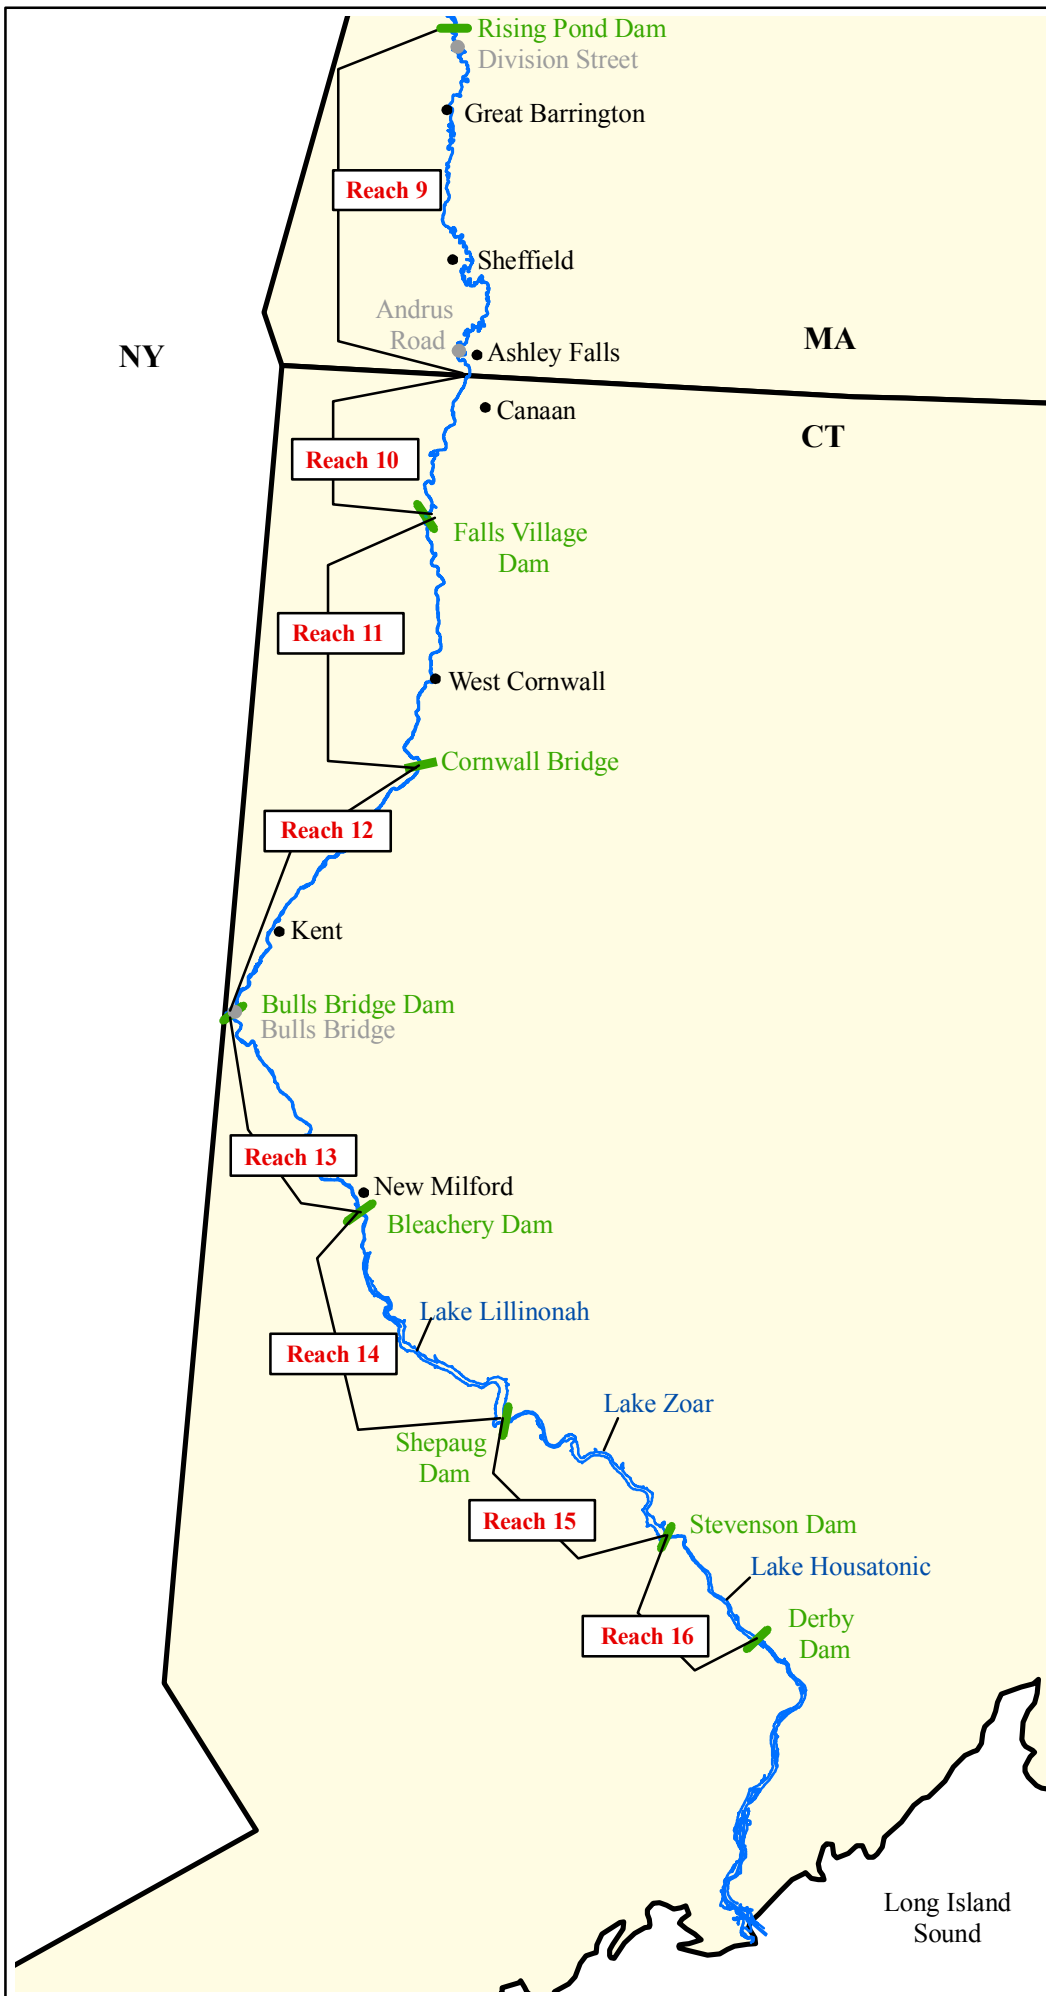 Rising Pond Dam
Division Street
Great Barrington
Reach 9
Sheffield
Andrus
Road
NY
MA
Ashley Falls
Canaan
CT
Reach 10
Falls Village
Dam
Reach 11
West Cornwall
Cornwall Bridge
Reach 12
Kent
Bulls Bridge Dam
Bulls Bridge
Reach 13
New Milford
Bleachery Dam
Lake Lillinonah
Reach 14
Lake Zoar
Shepaug
Dam
Reach 15
Stevenson Dam
Lake Housatonic
Derby
Dam
Reach 16
Long Island
Sound